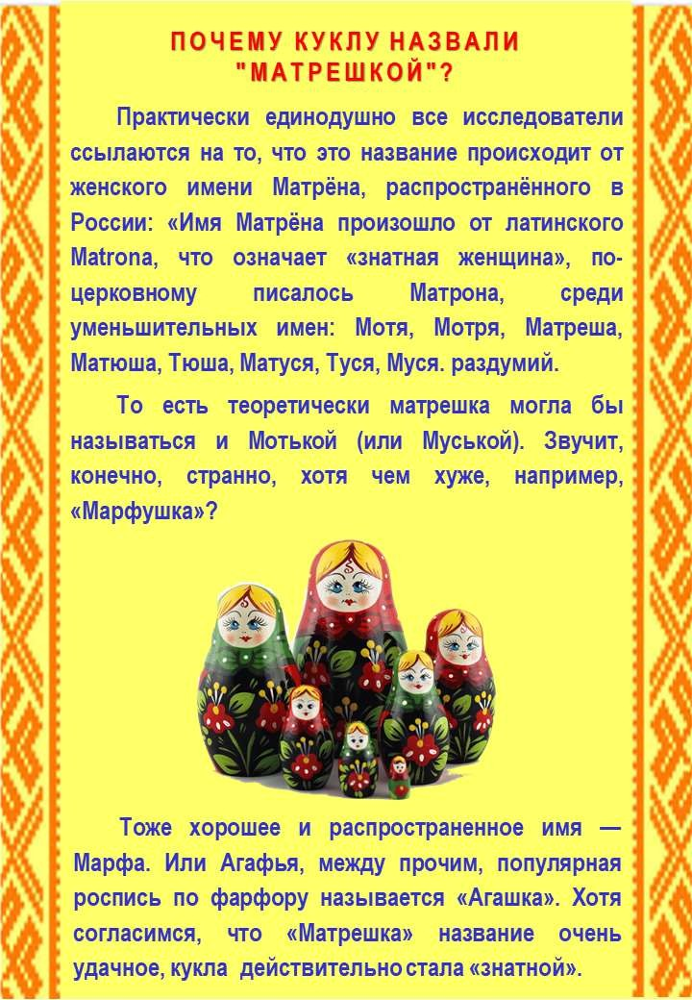 ПОЧЕМУ КУКЛУ НАЗВАЛИ
"МАТРЕШКОЙ"?
Практически единодушно все исследователи
ссылаются на то, что это название происходит от
женского имени Матрёна, распространённого в
России: «Имя Матрёна произошло от латинского
Matrona, что означает «знатная женщина», по-
церковному писалось Матрона, среди
уменьшительных имен: Мотя, Мотря, Матреша,
Матюша, Тюша, Матуся, Туся, Муся. раздумий.
То есть теоретически матрешка могла бы
называться и Мотькой (или Муськой). Звучит,
конечно, странно, хотя чем хуже, например,
«Марфушка»?
Тоже хорошее и распространенное имя —
Марфа. Или Агафья, между прочим, популярная
роспись по фарфору называется «Агашка». Хотя
согласимся, что «Матрешка» название очень
удачное, кукла действительно стала «знатной».